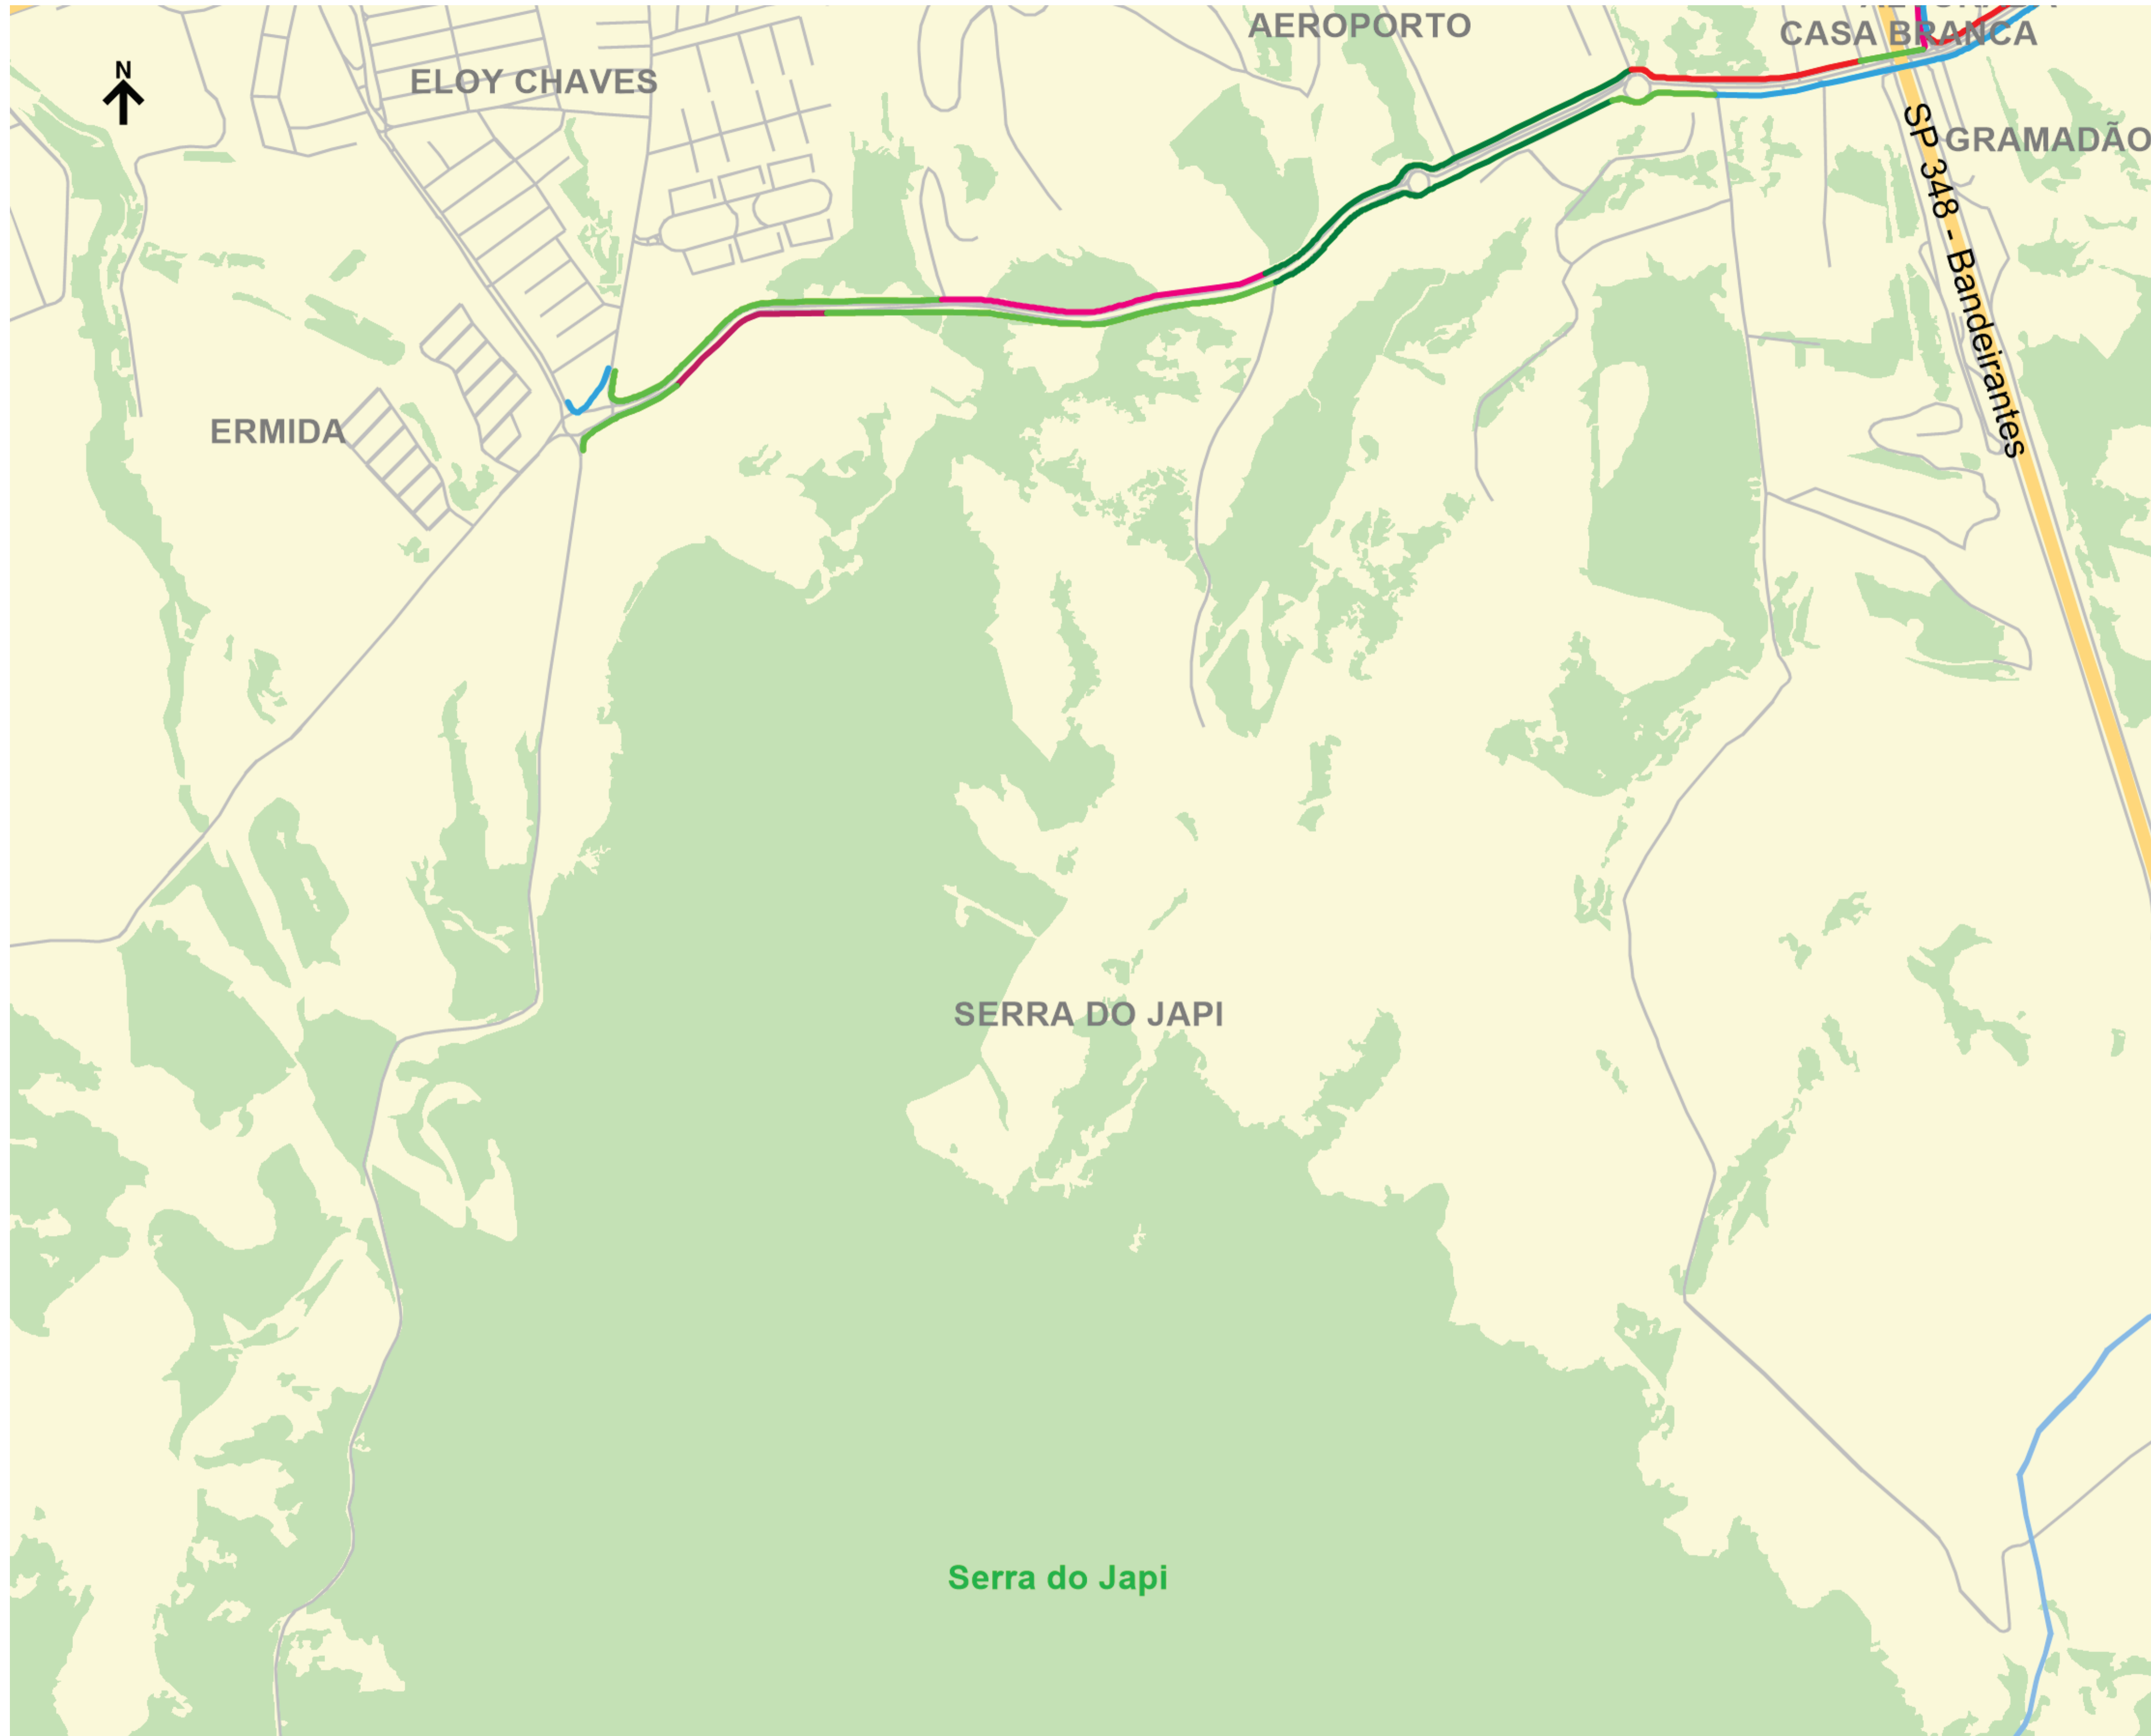 AEROPORTO
CASA BRANCA
N
ELOY CHAVES
GRAMADÃO
SP 348 - Bandeirantes
ERMIDA
SERRA DO JAPI
Serra do Japi